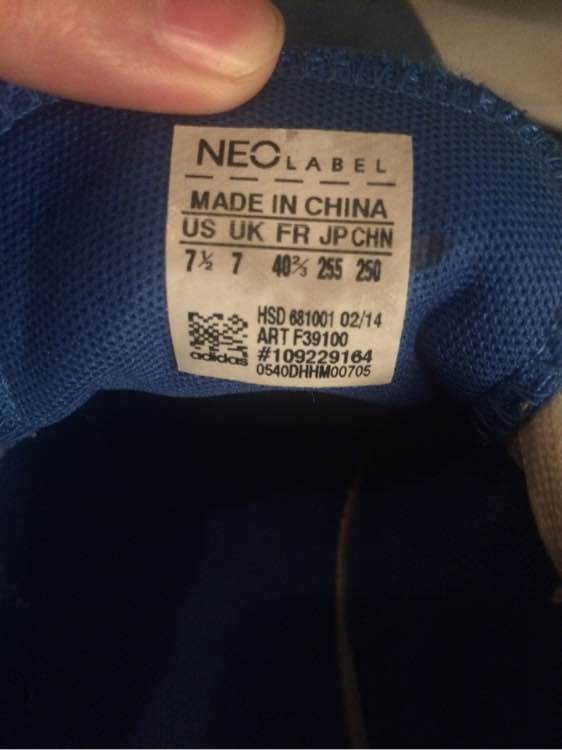 NEO LABEL
MADE IN CHINA
US UK FR JP CHN
7½ 7 40⅔ 255 250
HSD 681001 02/14
ART F39100
#109229164
0540DHHM00705
adidas